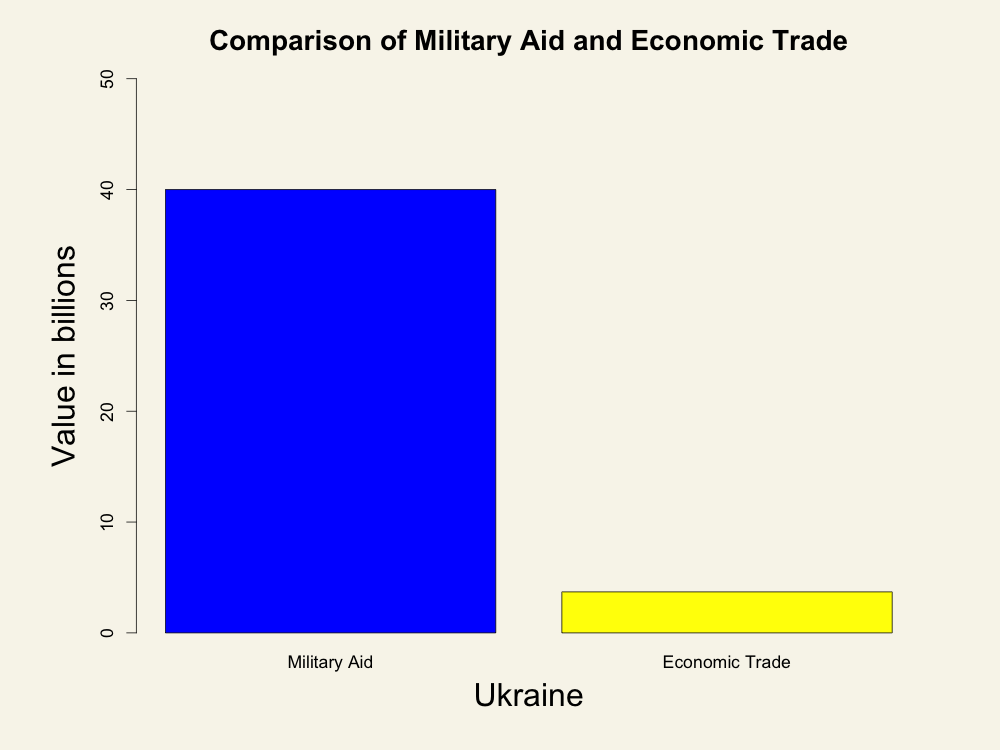 Comparison of Military Aid and Economic Trade
Value in billions
50
40
30
20
10
0
Military Aid
Economic Trade
Ukraine